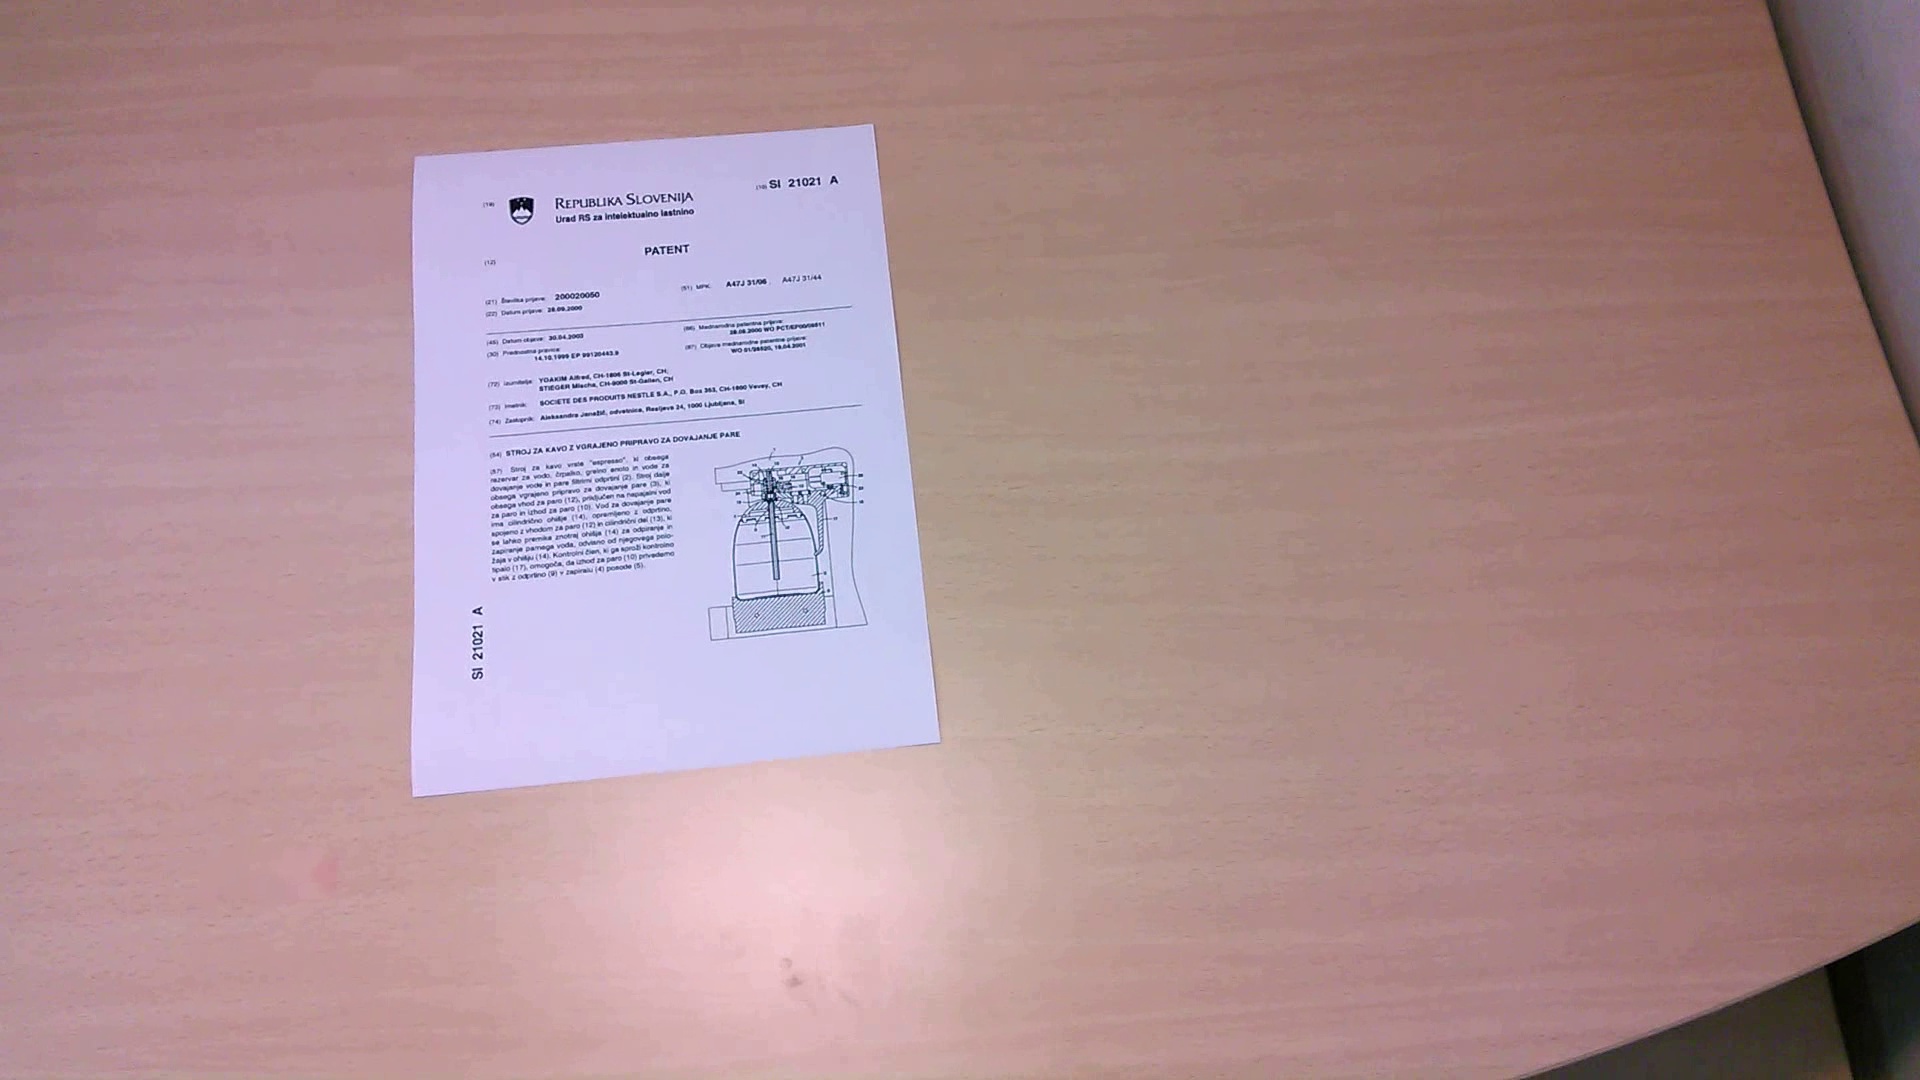 (19) REPUBLIKA SLOVENIJA (10) SI 21021 A
Urad RS za intelektualno lastnino
(12) PATENT
(21) Številka prijave: 200020050 (51) MPK: A47J 31/06, A47J 31/44
(22) Datum prijave: 28.09.2000
(45) Datum objave: 30.04.2003 (86) Mednarodna patentna prijava:
28.09.2000 WO
(30) Prednostna pravica: (87) Objava mednarodne patentne prijave:
14.10.1999 EP 99120443.9 19.04.2001
(72) Izumitelja: YOAKIM Alfred, CH-1806 St-Legier, CH;
STIEGER Mischa, CH-9000 St-Gallen, CH
(73) Imetnik: SOCIETE DES PRODUITS NESTLE S.A., P.O. Box 353, CH-1800 Vevey, CH
(74) Zastopnik: Aleksandra Janežič, odvetnica, Resljeva 24, 1000 Ljubljana, SI
(54) STROJ ZA KAVO Z VGRAJENO PRIPRAVO ZA DOVAJANJE PARE
(57) Stroj za kavo vrste "espresso", ki obsega
rezervar za vodo, črpalko, grelno enoto in vode za
dovajanje vode in pare filtrirni odprtini (2). Stroj dalje
obsega vgrajeno pripravo za dovajanje pare (3), ki
obsega vhod za paro (12), priključen na napajalni vod
za paro in izhod za paro (10). Vod za dovajanje pare
ima cilindrično ohišje (14), opremljeno z odprtino,
spojeno z vhodom za paro (12) in cilindrični del (13), ki
se lahko premika znotraj ohišja (14) za odpiranje in
zapiranje parnega voda, odvisno od njegovega polo-
žaja v ohišju (14). Kontrolni člen, ki ga sproži kontrolno
tipalo (17), omogoča, da izhod za paro (10) privedemo
v stik z odprtino (9) v zapiralu (4) posode (5).
SI 21021 A